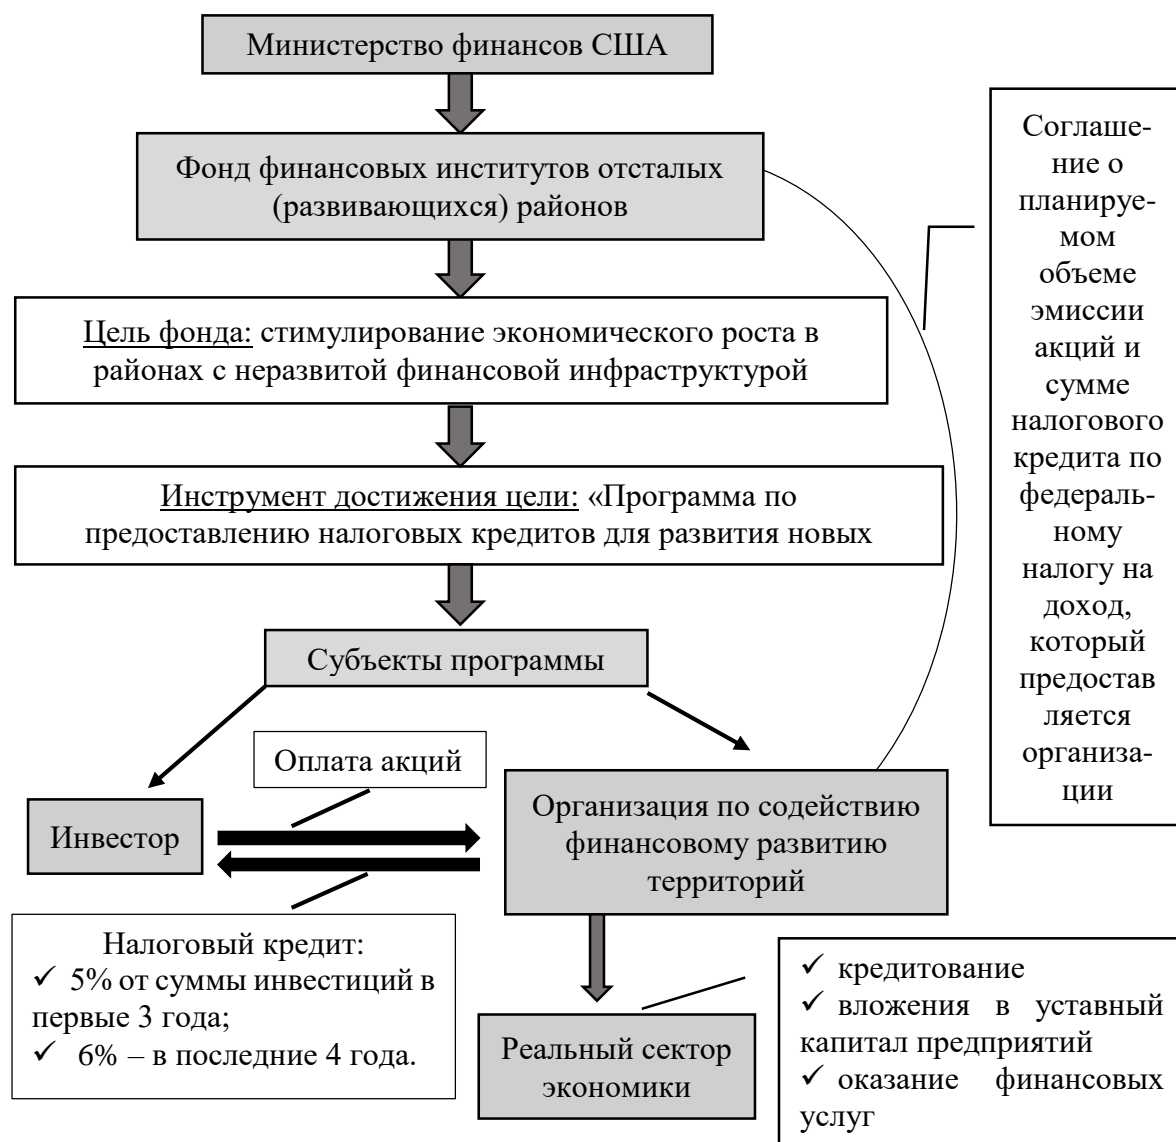 Министерство финансов США
Фонд финансовых институтов отсталых
(развивающихся) районов
Цель фонда: стимулирование экономического роста в
районах с неразвитой финансовой инфраструктурой
Инструмент достижения цели: «Программа по
предоставлению налоговых кредитов для развития новых
Субъекты программы
Соглаше-
ние о
планируе-
мом
объеме
эмиссии
акций и
сумме
налогового
кредита по
федераль-
ному
налогу на
доход,
который
предостав
ляется
организа-
ции
Оплата акций
Инвестор
Организация по содействию
финансовому развитию
территорий
Налоговый кредит:
✓ 5% от суммы инвестиций в
первые 3 года;
✓ 6% – в последние 4 года.
Реальный сектор
экономики
✓ кредитование
✓ вложения в уставный
капитал предприятий
✓ оказание финансовых
услуг